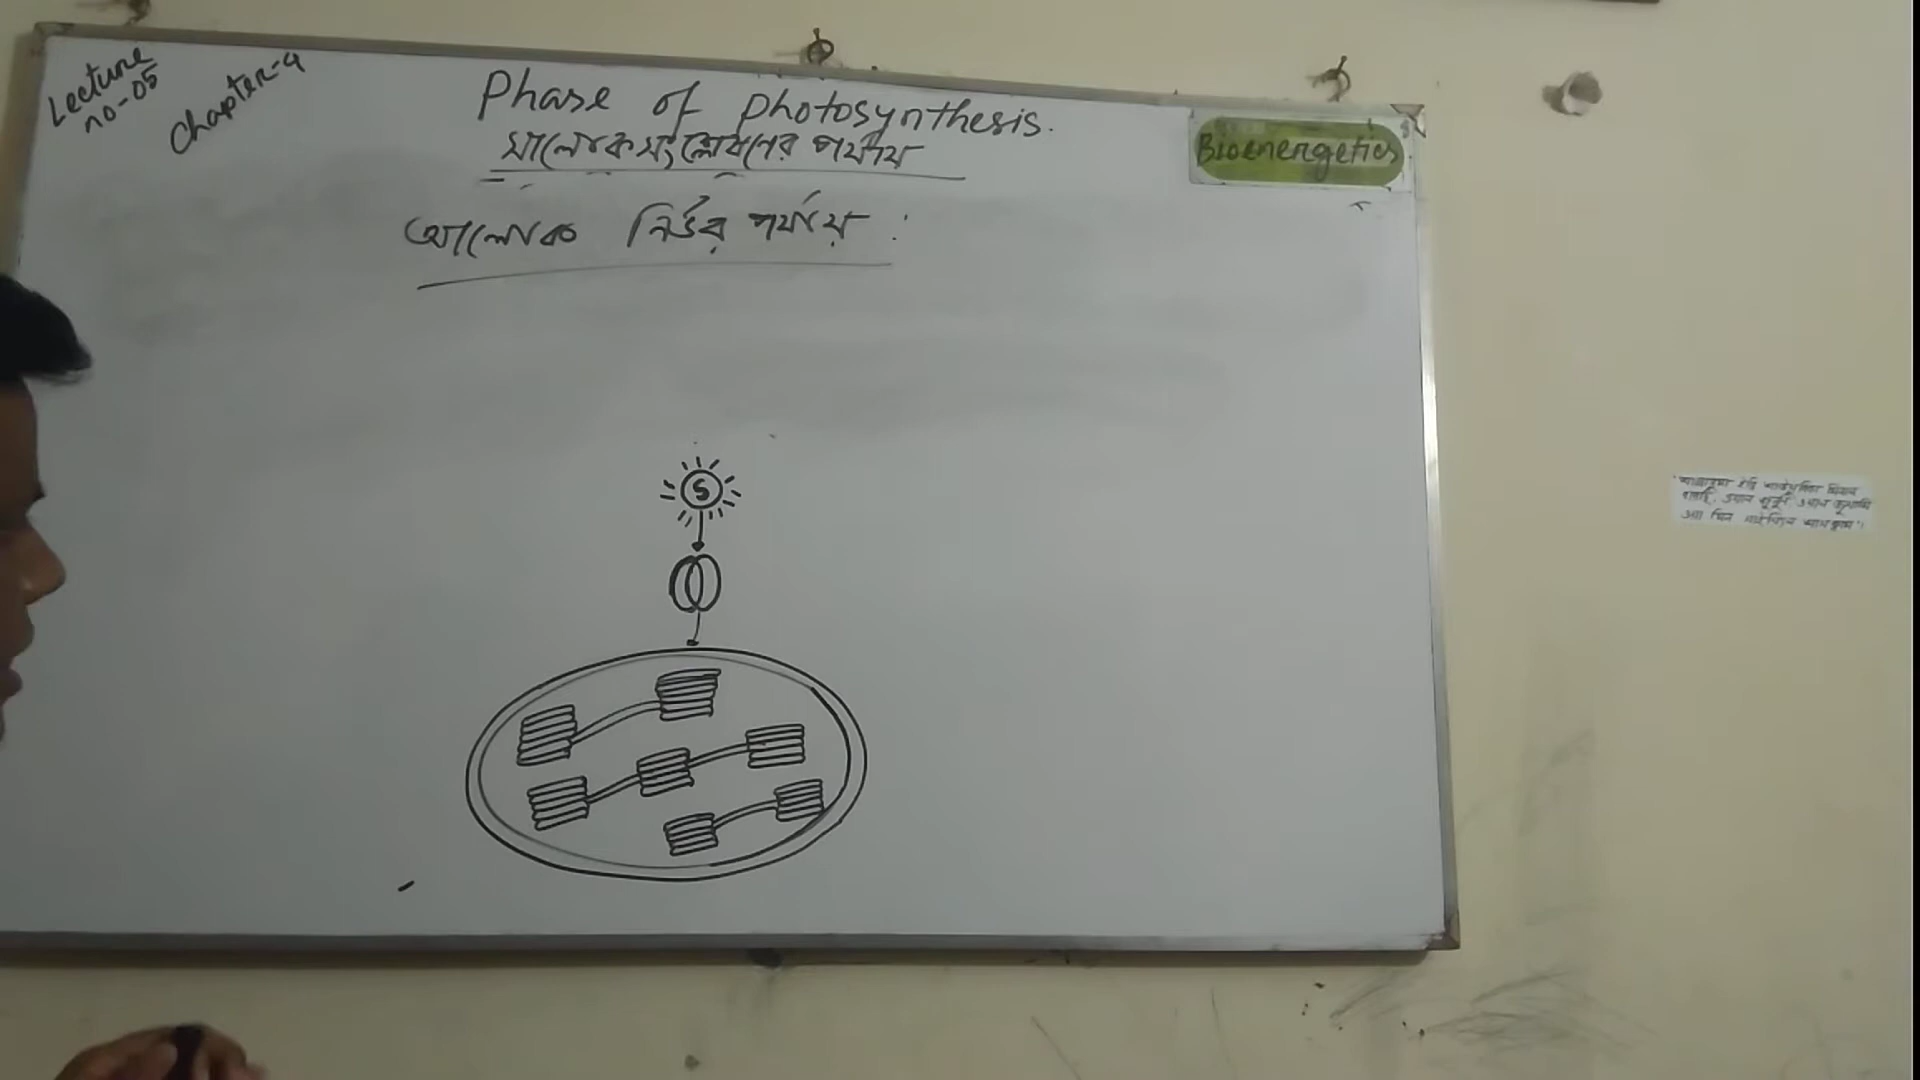 Lecture
no-05
Chapter-4
Phase of photosynthesis.
সালোকসংশ্লেষণের পর্যায়
Bioenergetics
আলোক নির্ভর পর্যায় :
S